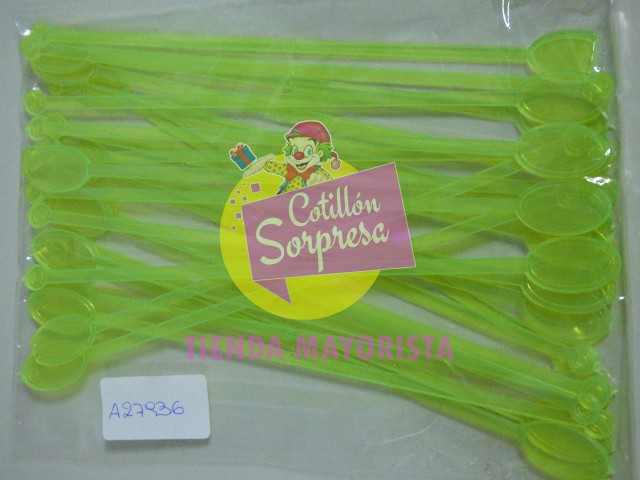 Cotillón
Sorpresa
TIENDA MAYORISTA
A27936